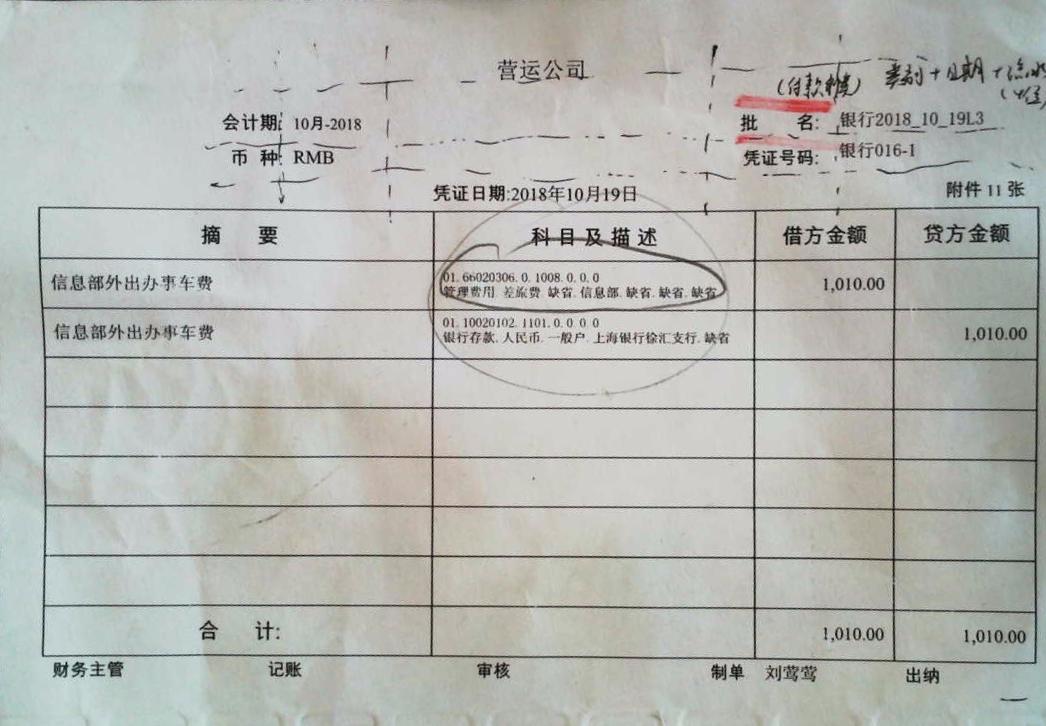 营运公司
(付款
类别+日期+
会计期: 10月-2018
批 名: 银行2018_10_19L3
币 种: RMB
凭证号码: 银行016-1
凭证日期:2018年10月19日
附件 11 张
摘 要 科目及描述 借方金额 贷方金额
信息部外出办事车费 01.66020306.0.1008.0.0.0 1,010.00
管理费用.差旅费.缺省.信息部.缺省.缺省.缺省
信息部外出办事车费 01.10020102.1101.0.0.0.0 1,010.00
银行存款.人民币.一般户.上海银行徐汇支行.缺省
合 计: 1,010.00 1,010.00
财务主管 记账 审核 制单 刘莺莺 出纳